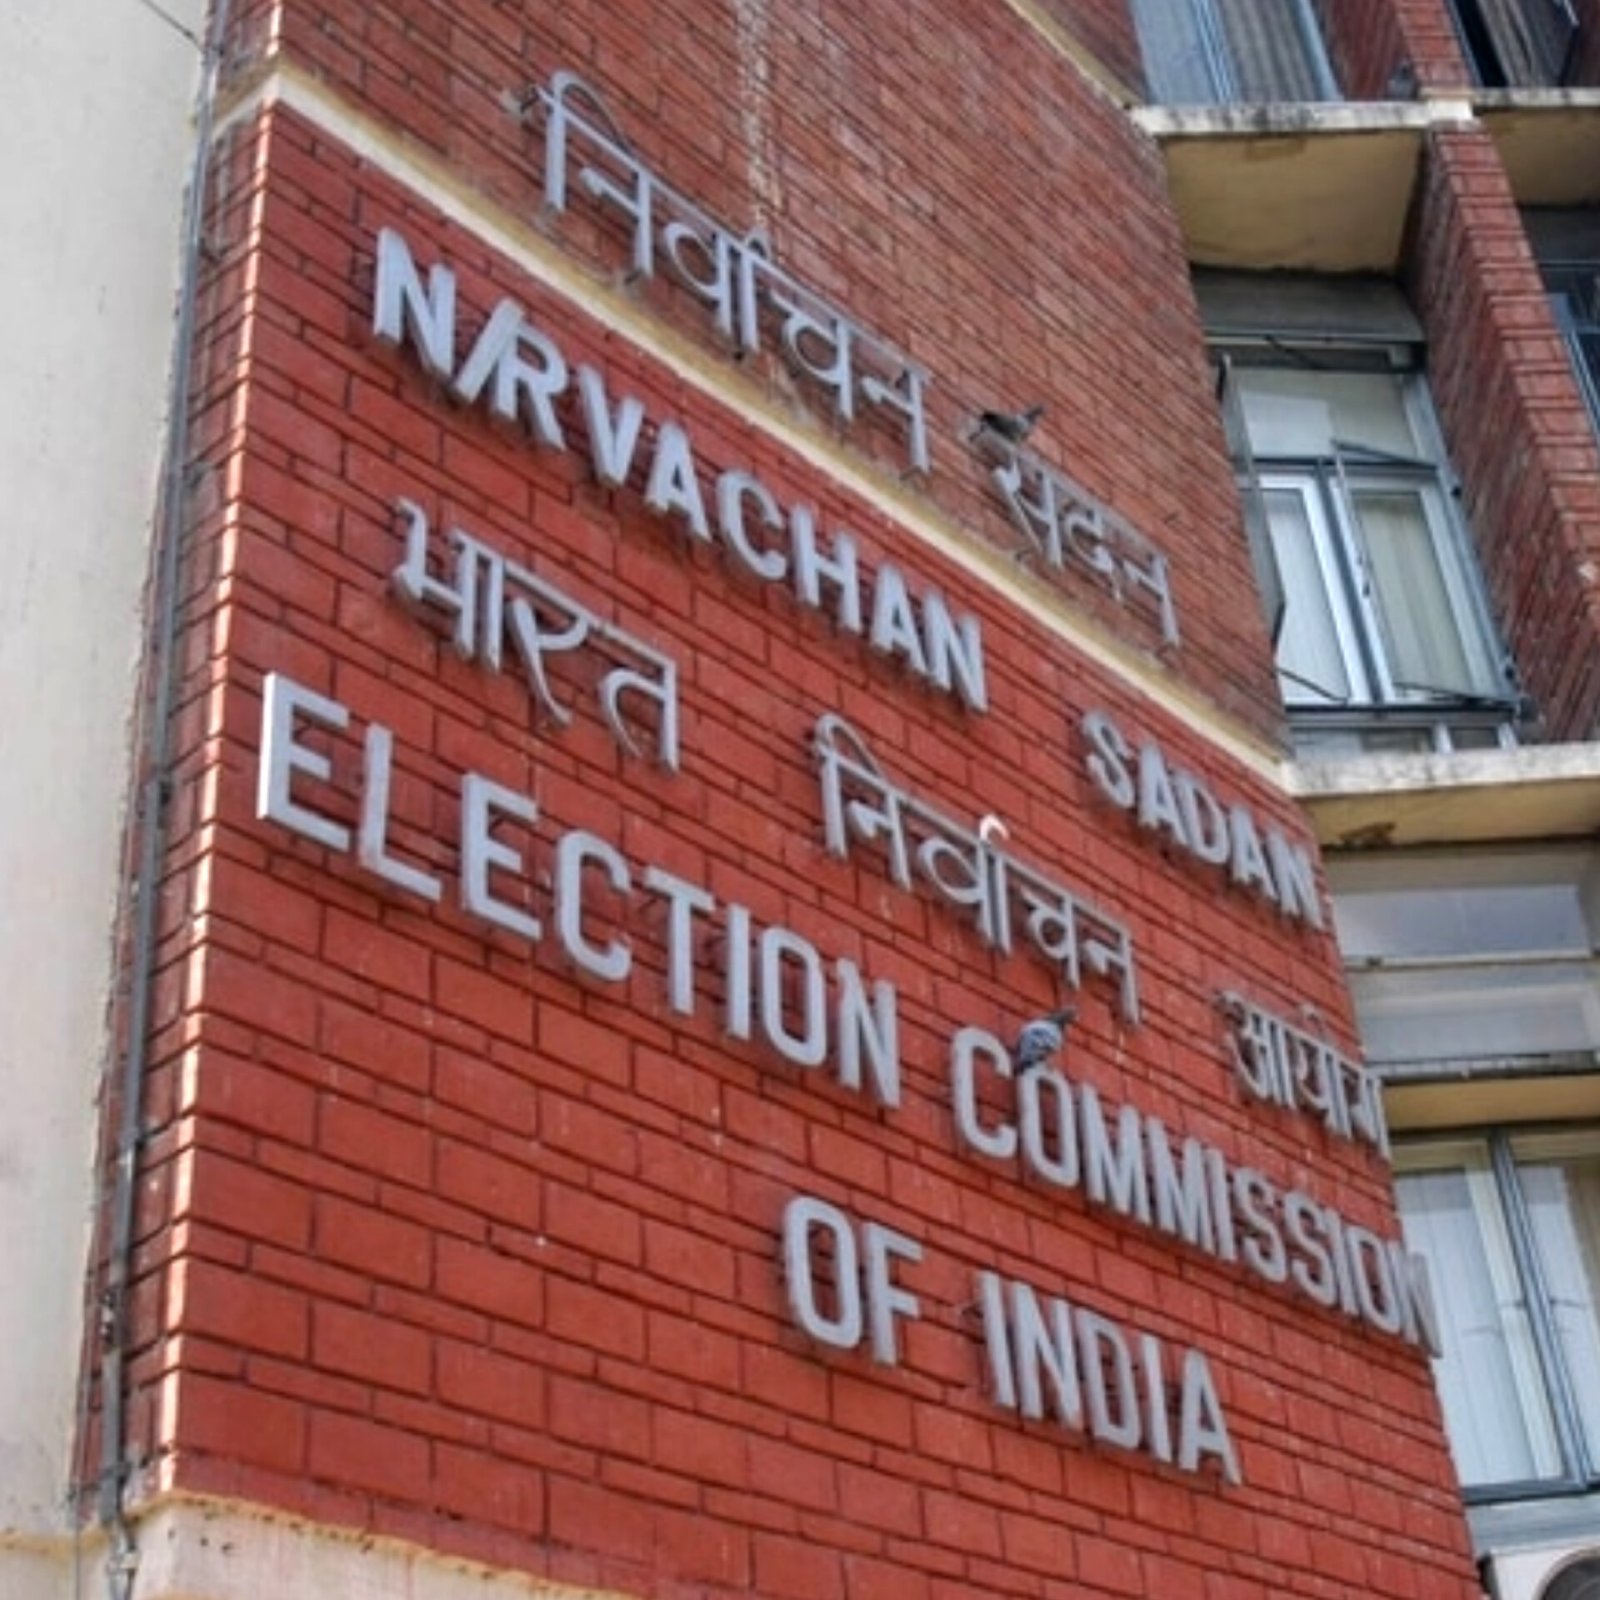 निर्वाचन सदन
NIRVACHAN SADAN
भारत निर्वाचन आयोग
ELECTION COMMISSION
OF INDIA